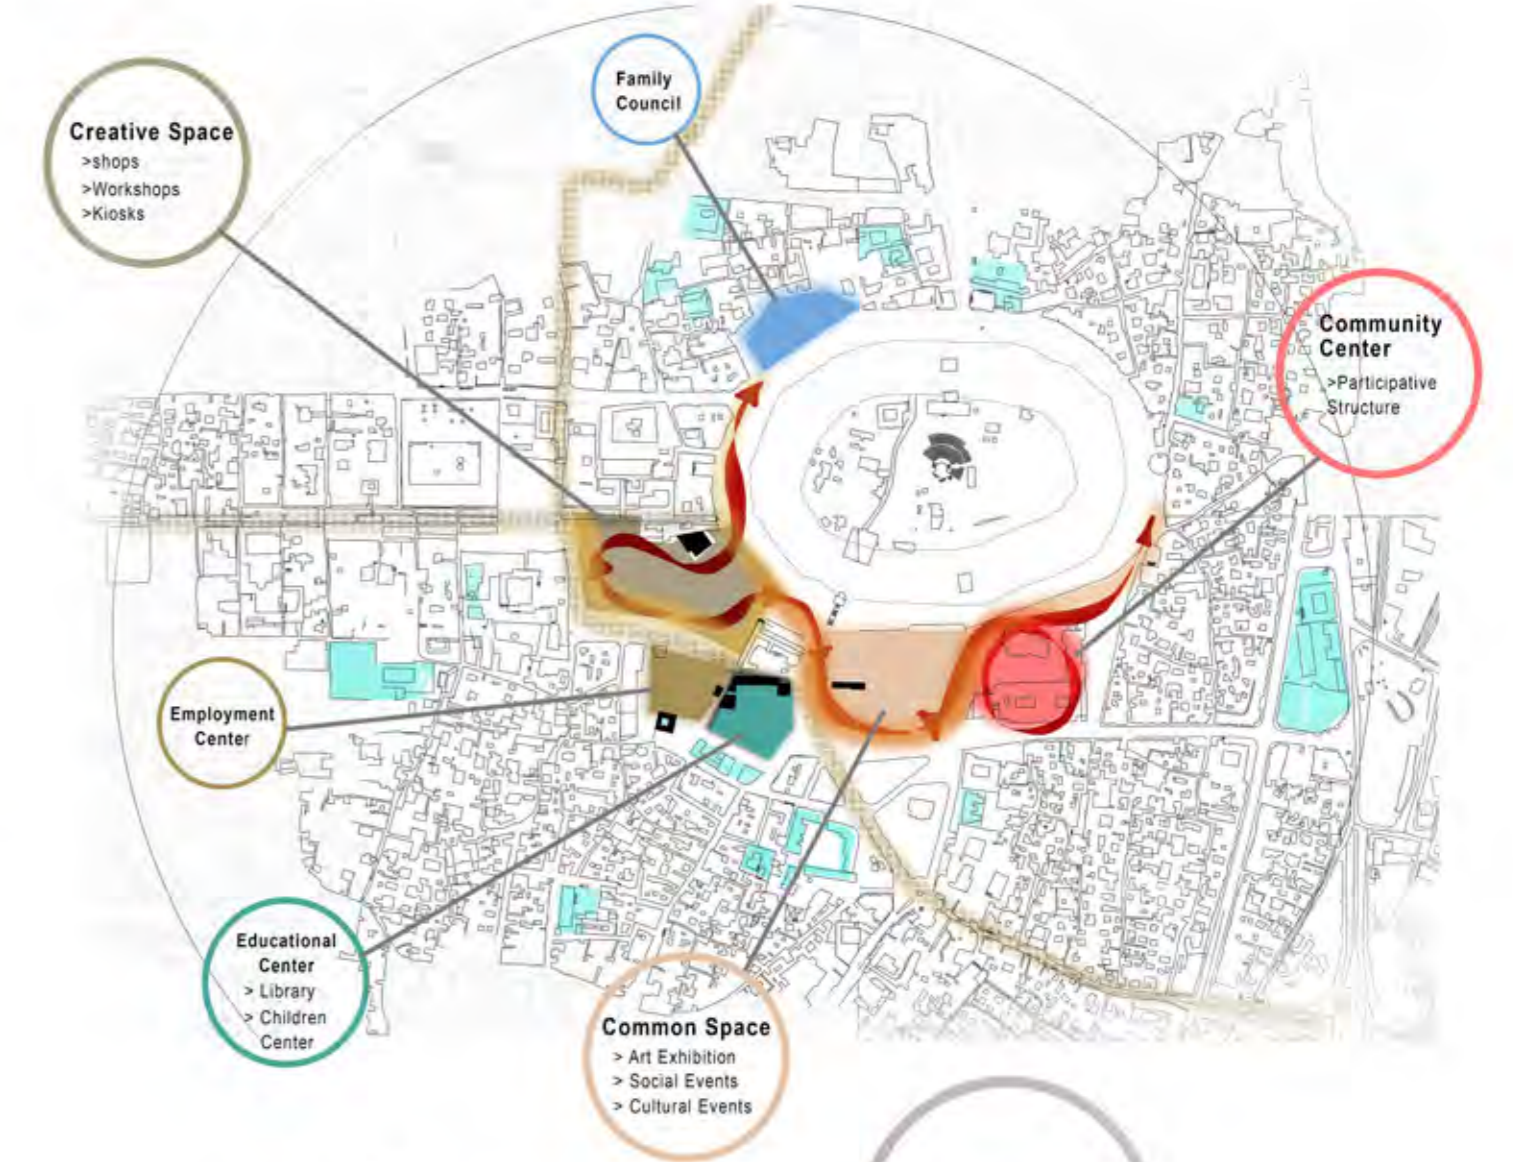 Family
Council
Creative Space
>shops
>Workshops
>Kiosks
Community
Center
>Participative
Structure
Employment
Center
Educational
Center
> Library
> Children
Center
Common Space
> Art Exhibition
> Social Events
> Cultural Events